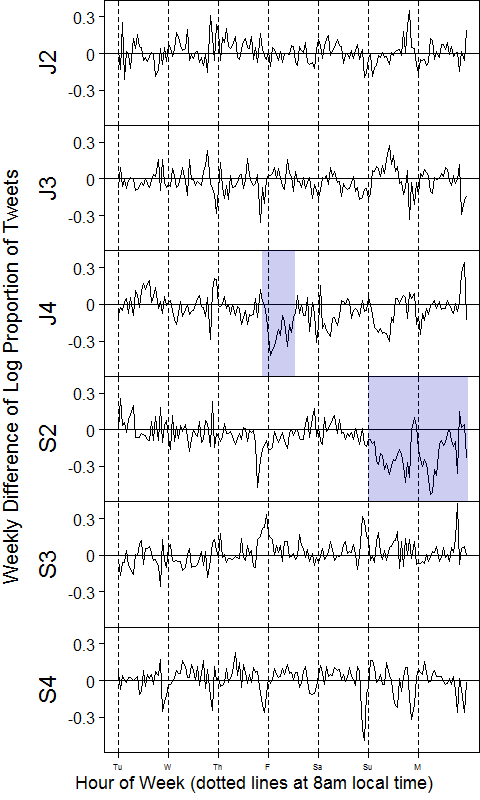 Weekly Difference of Log Proportion of Tweets
J2
0.3
0
-0.3
J3
0.3
0
-0.3
J4
0.3
0
-0.3
S2
0.3
0
-0.3
S3
0.3
0
-0.3
S4
0.3
0
-0.3
Tu W Th F Sa Su M
Hour of Week (dotted lines at 8am local time)